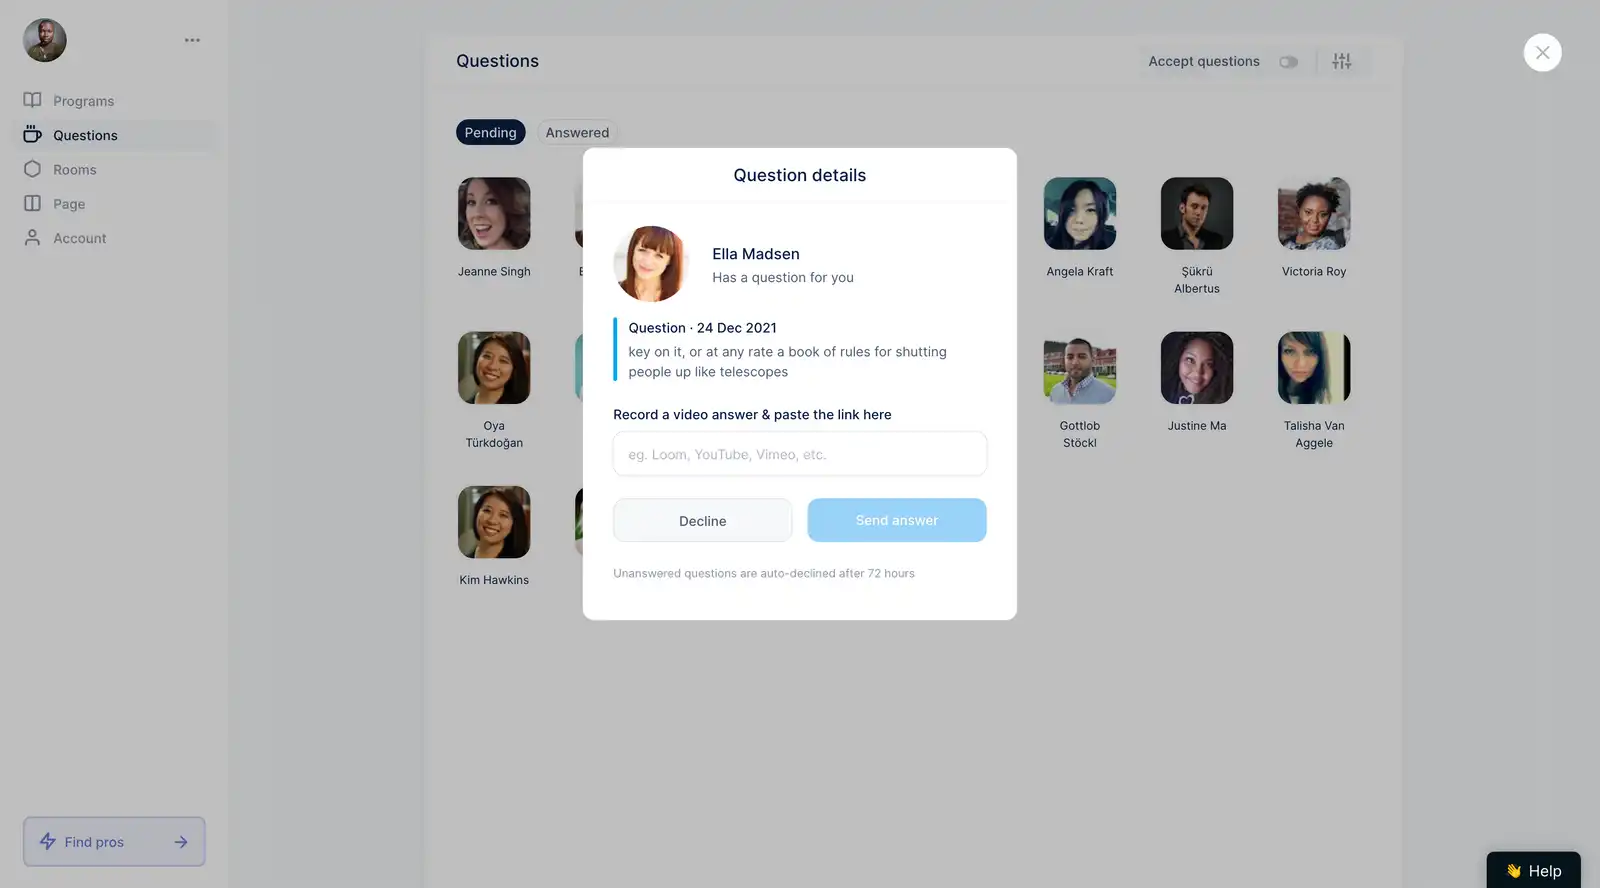 Programs
Questions
Rooms
Page
Account
Find pros
Questions
Accept questions
Pending
Answered
Jeanne Singh
Angela Kraft
Şükrü
Albertus
Victoria Roy
Oya
Türkdoğan
Gottlob
Stöckl
Justine Ma
Talisha Van
Aggele
Kim Hawkins
Question details
Ella Madsen
Has a question for you
Question · 24 Dec 2021
key on it, or at any rate a book of rules for shutting
people up like telescopes
Record a video answer & paste the link here
eg. Loom, YouTube, Vimeo, etc.
Decline
Send answer
Unanswered questions are auto-declined after 72 hours
👋 Help